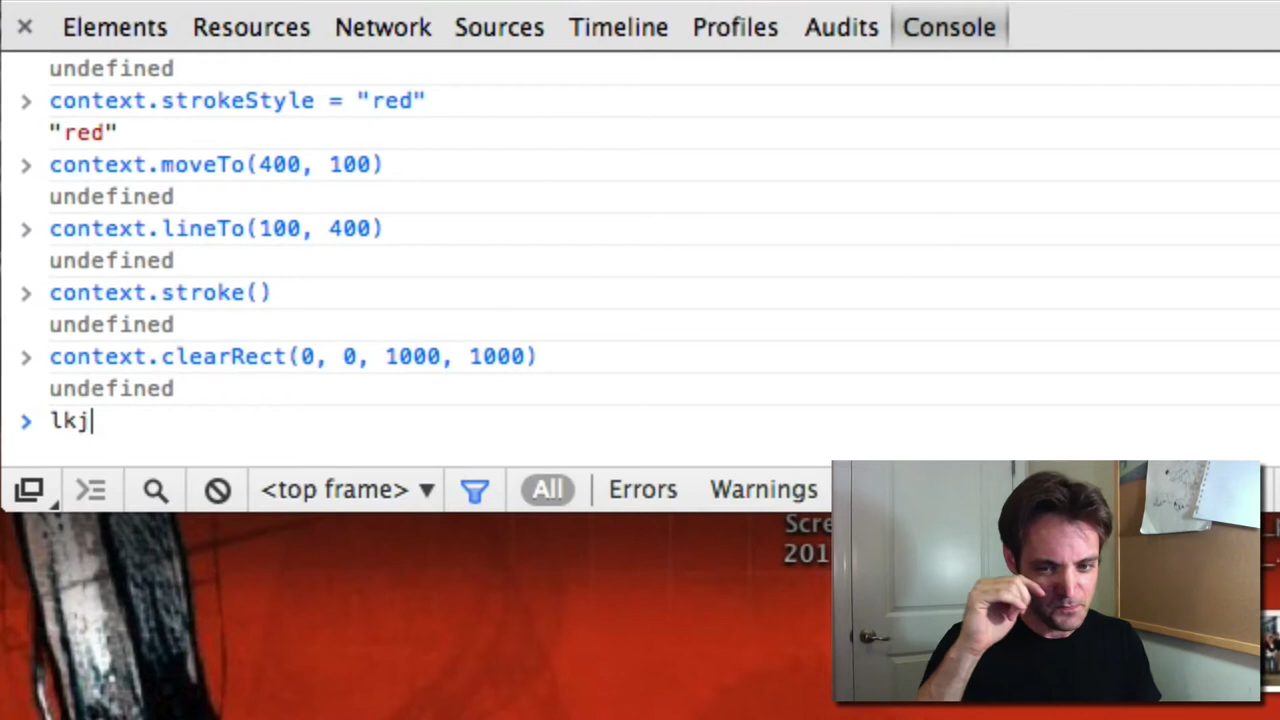 × Elements Resources Network Sources Timeline Profiles Audits Console
undefined
> context.strokeStyle = "red"
"red"
> context.moveTo(400, 100)
undefined
> context.lineTo(100, 400)
undefined
> context.stroke()
undefined
> context.clearRect(0, 0, 1000, 1000)
undefined
> lkj
<top frame> ▼ All Errors Warnings
Scre
201